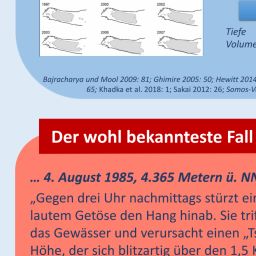 1997
2000
2002
2003
2005
2007
Tiefe
Volume
Bajracharya und Mool 2009: 81; Ghimire 2005: 50; Hewitt 2014
65; Khadka et al. 2018: 1; Sakai 2012: 26; Somos-V
Der wohl bekannteste Fall
… 4. August 1985, 4.365 Metern ü. NN
„Gegen drei Uhr nachmittags stürzt ein
lautem Getöse den Hang hinab. Sie trif
das Gewässer und verursacht einen „Ts
Höhe, der sich blitzartig über den 1,5 K